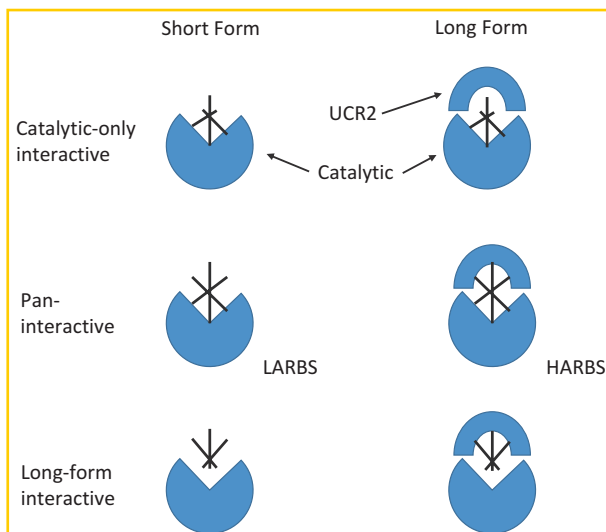 Short Form
Long Form
UCR2
Catalytic-only
interactive
Catalytic
Pan-
interactive
LARBS
HARBS
Long-form
interactive